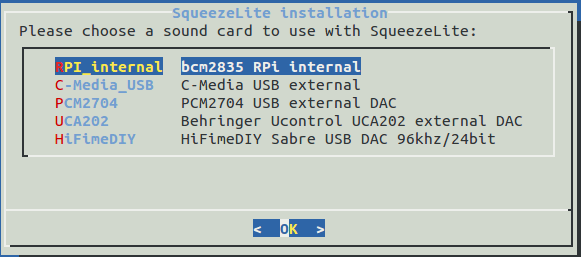 SqueezeLite installation
Please choose a sound card to use with SqueezeLite:
RPI_internal bcm2835 RPi internal
C-Media_USB C-Media USB external
PCM2704 PCM2704 USB external DAC
UCA202 Behringer Ucontrol UCA202 external DAC
HiFimeDIY HiFimeDIY Sabre USB DAC 96khz/24bit
< OK >